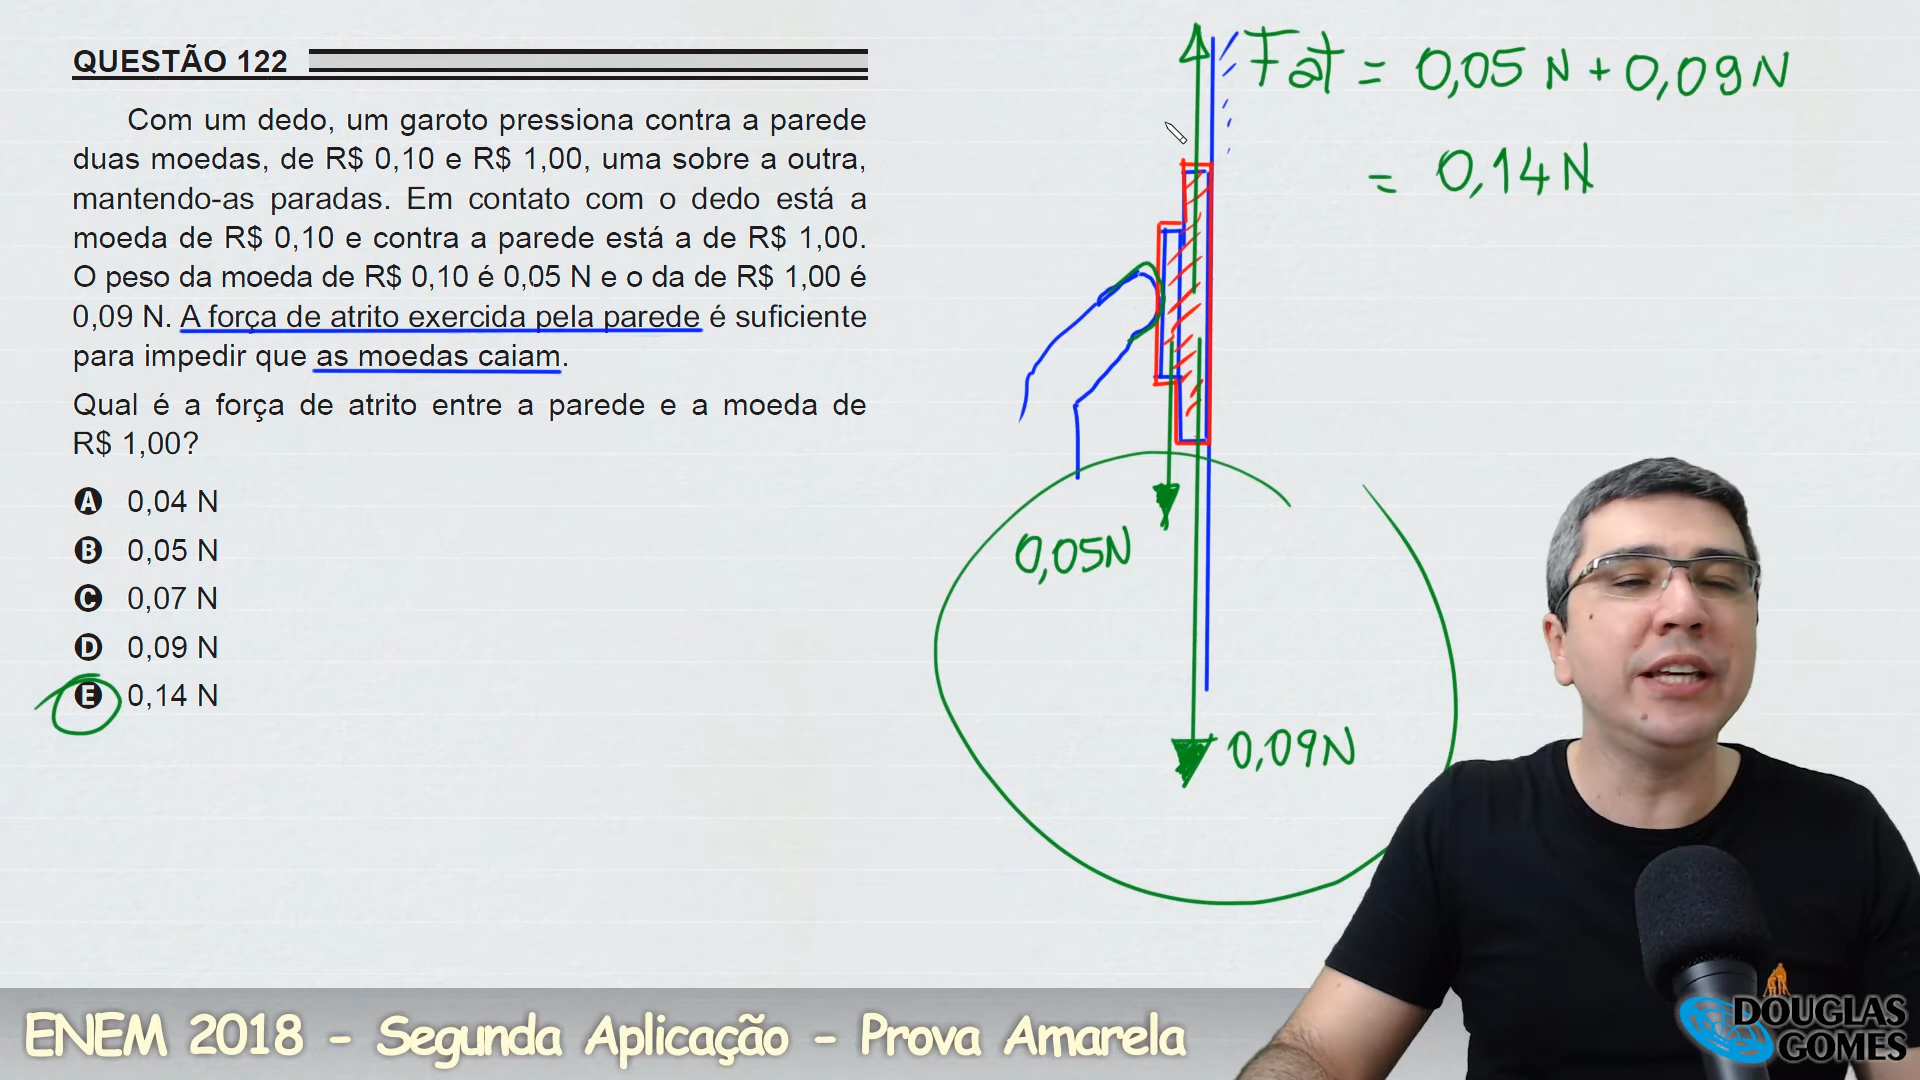 QUESTÃO 122
Com um dedo, um garoto pressiona contra a parede
duas moedas, de R$ 0,10 e R$ 1,00, uma sobre a outra,
mantendo-as paradas. Em contato com o dedo está a
moeda de R$ 0,10 e contra a parede está a de R$ 1,00.
O peso da moeda de R$ 0,10 é 0,05 N e o da de R$ 1,00 é
0,09 N. A força de atrito exercida pela parede é suficiente
para impedir que as moedas caiam.
Qual é a força de atrito entre a parede e a moeda de
R$ 1,00?
A 0,04 N
B 0,05 N
C 0,07 N
D 0,09 N
E 0,14 N
Fat = 0,05 N + 0,09 N
= 0,14 N
0,05N
0,09N
ENEM 2018 - Segunda Aplicação - Prova Amarela
DOUGLAS
GOMES